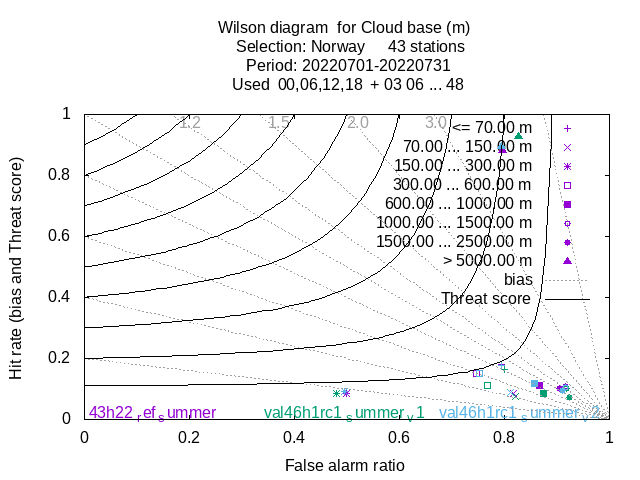 Wilson diagram  for Cloud base (m)
Selection: Norway     43 stations
Period: 20220701-20220731
Used  00,06,12,18  + 03 06 ... 48
1
0.8
0.6
0.4
0.2
0
1.2
1.5
2.0
3.0
<= 70.00 m
70.00 ... 150.00 m
150.00 ... 300.00 m
300.00 ... 600.00 m
600.00 ... 1000.00 m
1000.00 ... 1500.00 m
1500.00 ... 2500.00 m
> 5000.00 m
bias
Threat score
43h22_ref_summer
val46h1rc1_summer_v1
val46h1rc1_summer_v2
0
0.2
0.4
0.6
0.8
1
False alarm ratio
Hit rate (bias and Threat score)